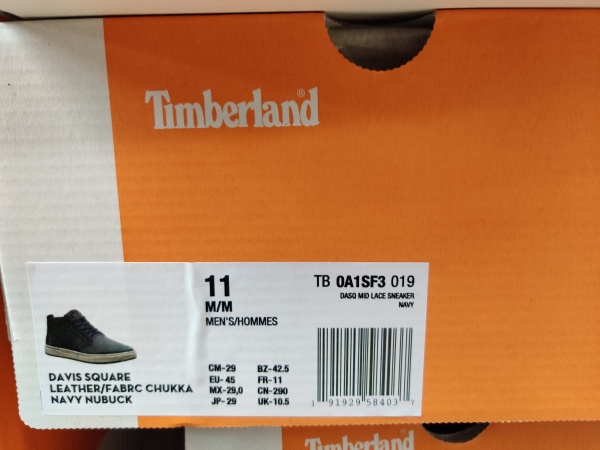 Timberland®
11
M/M
MEN'S/HOMMES
TB 0A1SF3 019
DASQ MID LACE SNEAKER
NAVY
DAVIS SQUARE
LEATHER/FABRC CHUKKA
NAVY NUBUCK
CM-29 BZ-42.5
EU-45 FR-11
MX-29,0 CN-290
JP-29 UK-10.5
1 91929 58403 7
Timberland